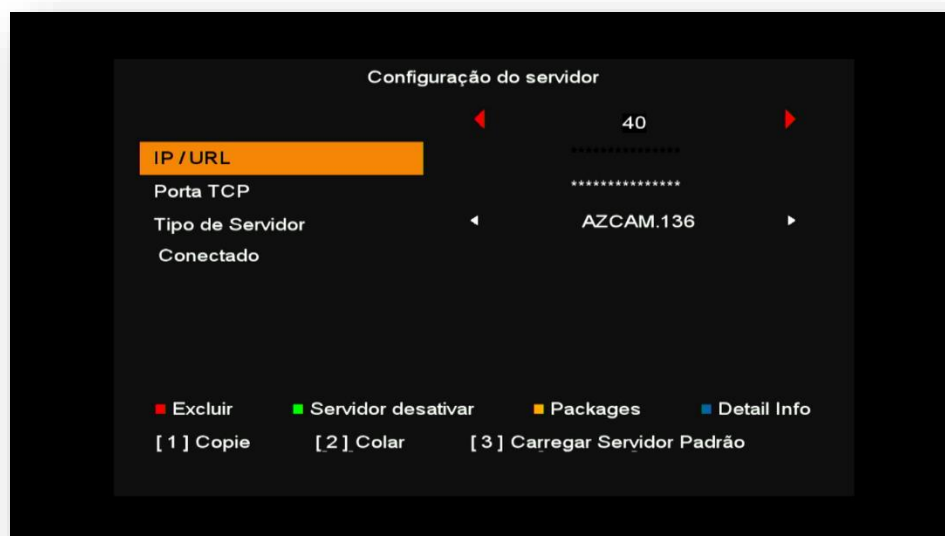 Configuração do servidor
40
IP / URL ***************
Porta TCP ***************
Tipo de Servidor AZCAM.136
Conectado
Excluir Servidor desativar Packages Detail Info
[ 1 ] Copie [ 2 ] Colar [ 3 ] Carregar Servidor Padrão